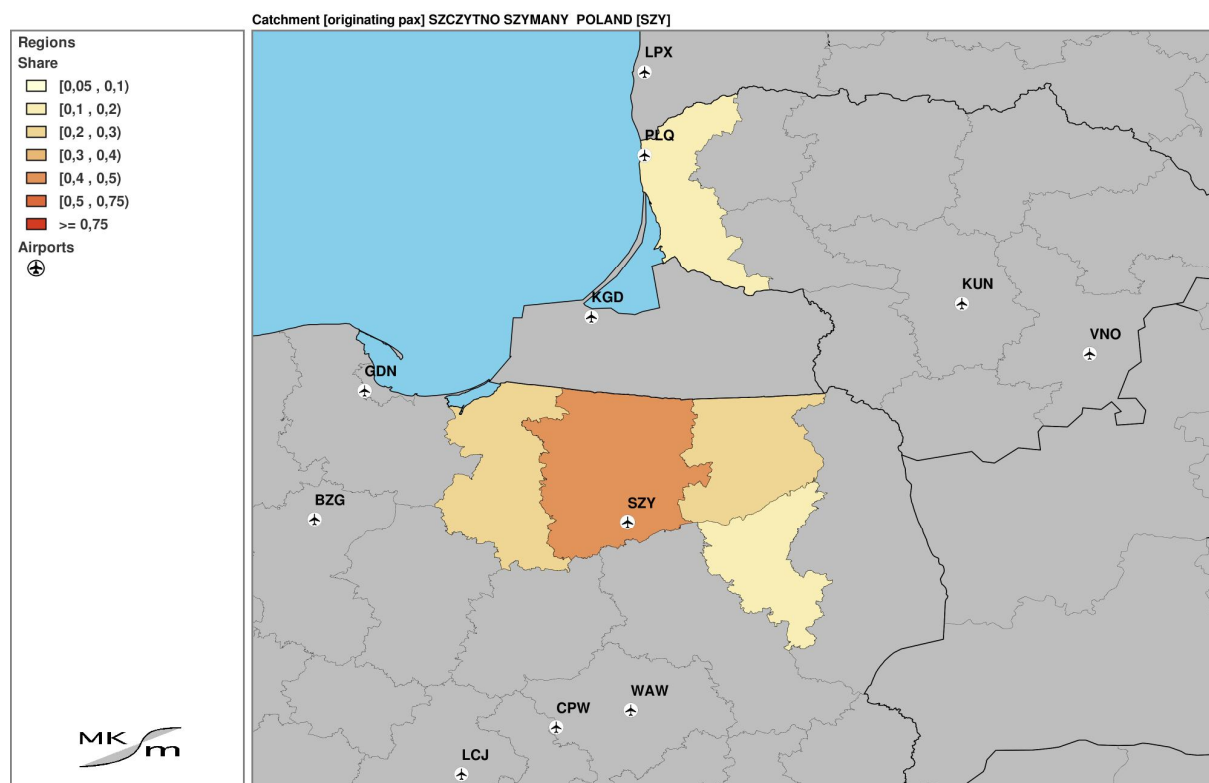 Catchment [originating pax] SZCZYTNO SZYMANY POLAND [SZY]
Regions
Share
[0,05 , 0,1)
[0,1 , 0,2)
[0,2 , 0,3)
[0,3 , 0,4)
[0,4 , 0,5)
[0,5 , 0,75)
>= 0,75
Airports
LPX
PLQ
KUN
KGD
VNO
GDN
BZG
SZY
WAW
CPW
LCJ
MK
m